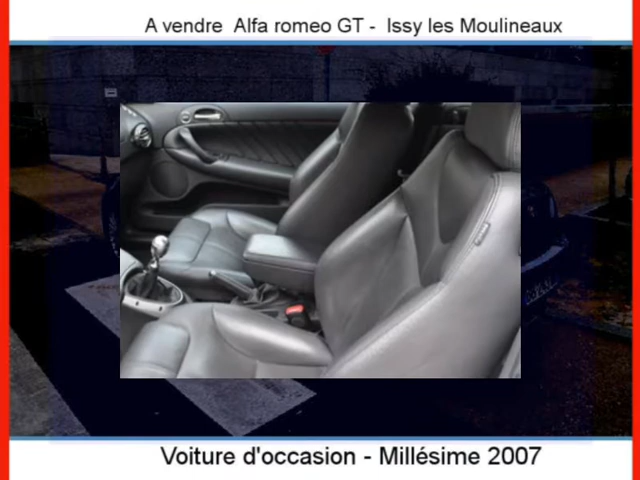 A vendre Alfa romeo GT - Issy les Moulineaux
Voiture d'occasion - Millésime 2007